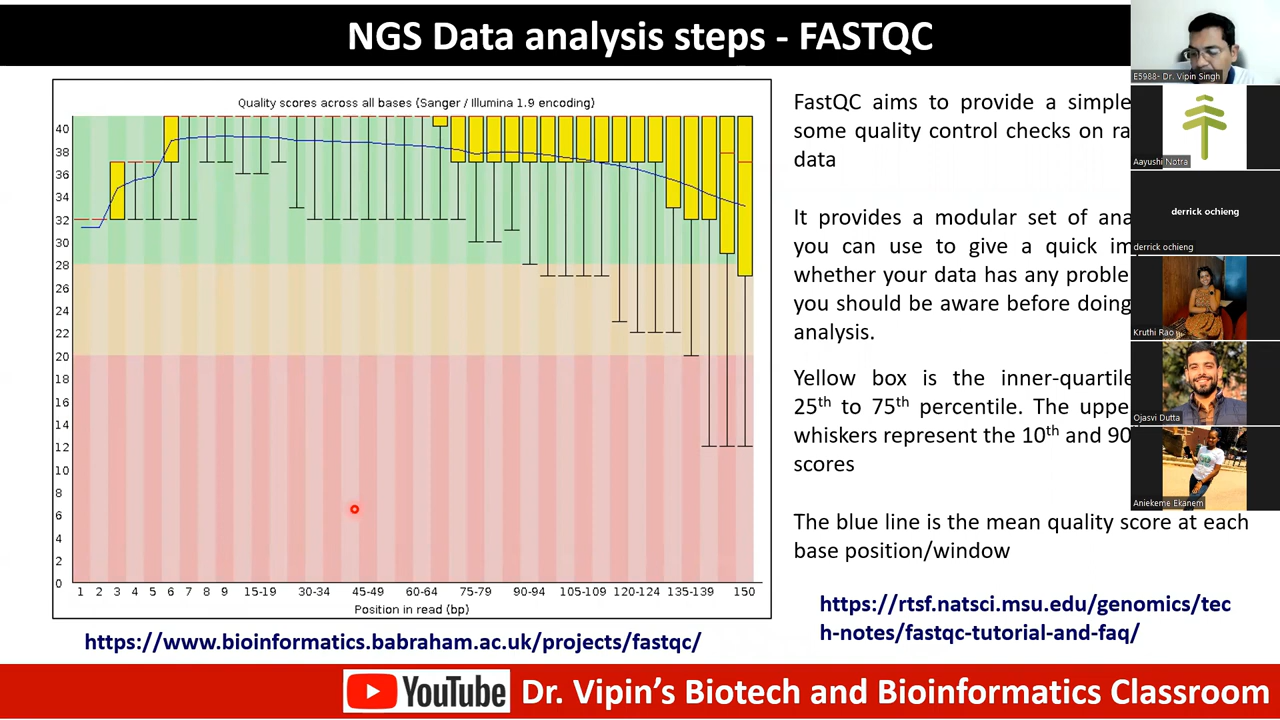 NGS Data analysis steps - FASTQC
Quality scores across all bases (Sanger / Illumina 1.9 encoding)
40
38
36
34
32
30
28
26
24
22
20
18
16
14
12
10
8
6
4
2
0
1 2 3 4 5 6 7 8 9 15-19 30-34 45-49 60-64 75-79 90-94 105-109 120-124 135-139 150
Position in read (bp)
https://www.bioinformatics.babraham.ac.uk/projects/fastqc/
FastQC aims to provide a simple
some quality control checks on ra
data
It provides a modular set of ana
you can use to give a quick im
whether your data has any proble
you should be aware before doing
analysis.
Yellow box is the inner-quartile
25th to 75th percentile. The uppe
whiskers represent the 10th and 90
scores
The blue line is the mean quality score at each
base position/window
https://rtsf.natsci.msu.edu/genomics/tec
h-notes/fastqc-tutorial-and-faq/
E5988- Dr. Vipin Singh
Aayushi Notra
derrick ochieng
derrick ochieng
Kruthi Rao
Ojasvi Dutta
Aniekeme Ekanem
YouTube Dr. Vipin’s Biotech and Bioinformatics Classroom